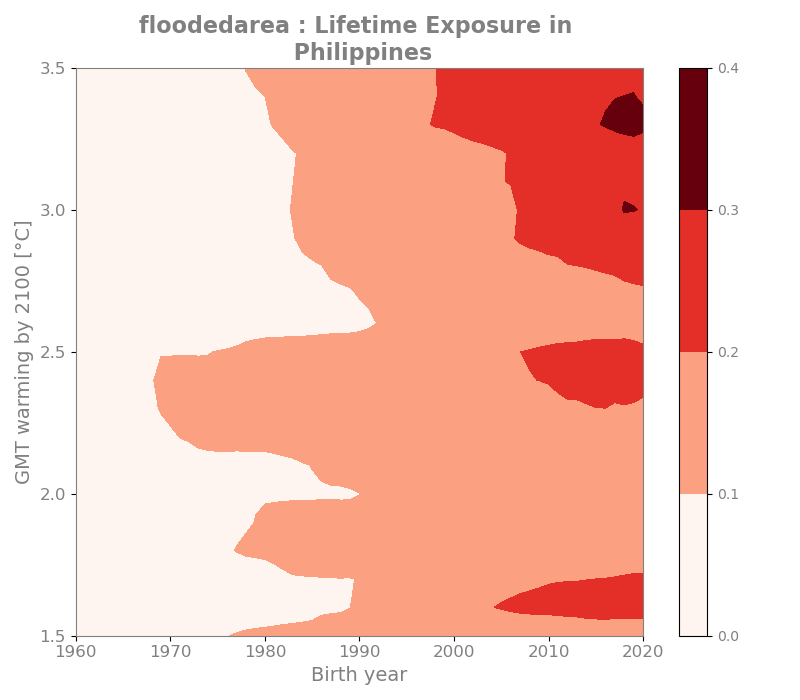 floodedarea : Lifetime Exposure in
Philippines
GMT warming by 2100 [°C]
3.5
3.0
2.5
2.0
1.5
1960 1970 1980 1990 2000 2010 2020
Birth year
0.4
0.3
0.2
0.1
0.0